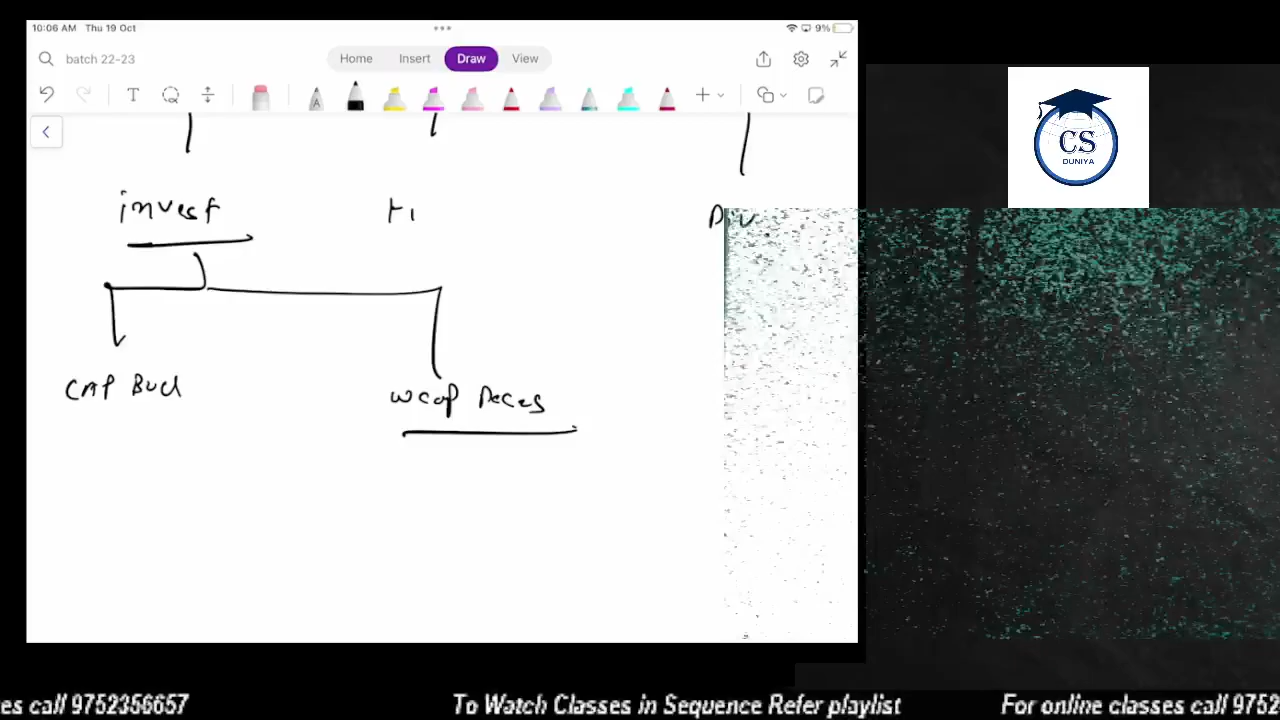 10:06 AM Thu 19 Oct
9%
batch 22-23
Home Insert Draw View
T
A
invest
CS
DUNIYA
CAP Bud
wcap Deces
es call 9752356657 To Watch Classes in Sequence Refer playlist For online classes call 9752